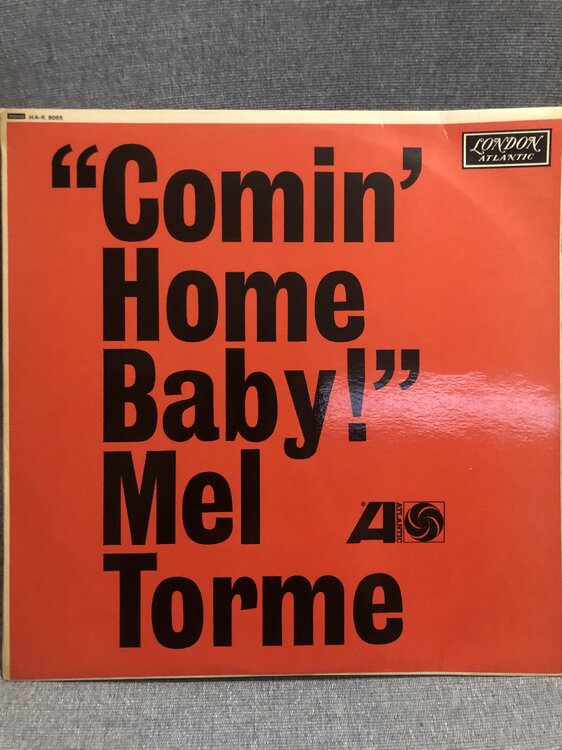 HA-K 8065
LONDON
ATLANTIC
“Comin’
Home
Baby!”
Mel
ATLANTIC
Torme